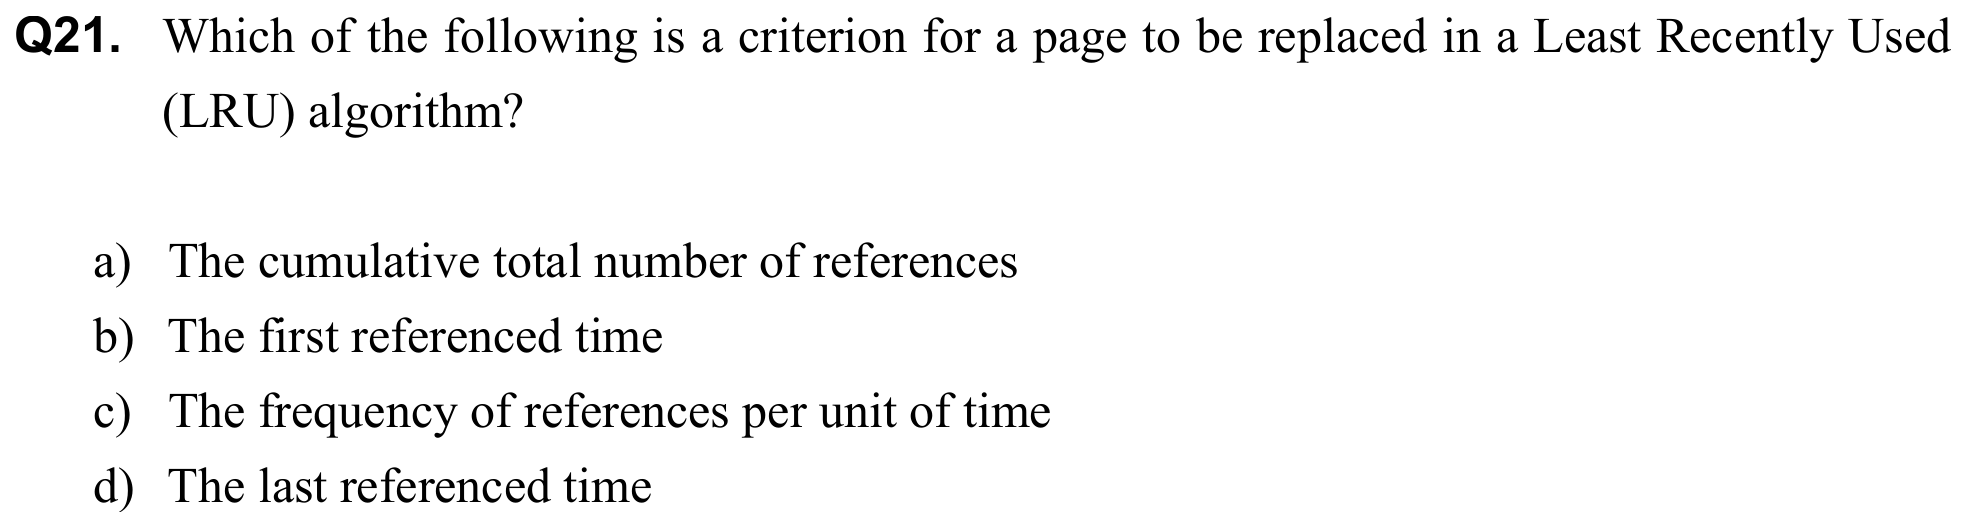 Q21. Which of the following is a criterion for a page to be replaced in a Least Recently Used
(LRU) algorithm?
a) The cumulative total number of references
b) The first referenced time
c) The frequency of references per unit of time
d) The last referenced time